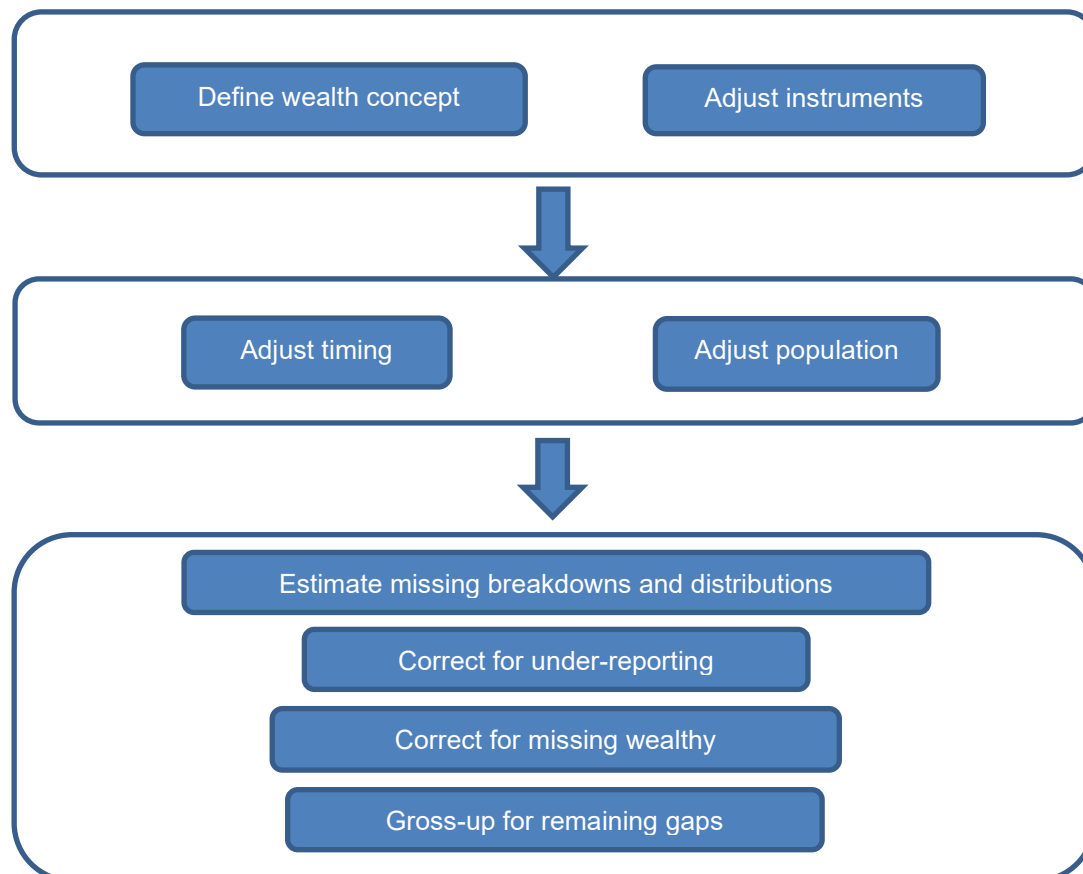 Define wealth concept
Adjust instruments
Adjust timing
Adjust population
Estimate missing breakdowns and distributions
Correct for under-reporting
Correct for missing wealthy
Gross-up for remaining gaps